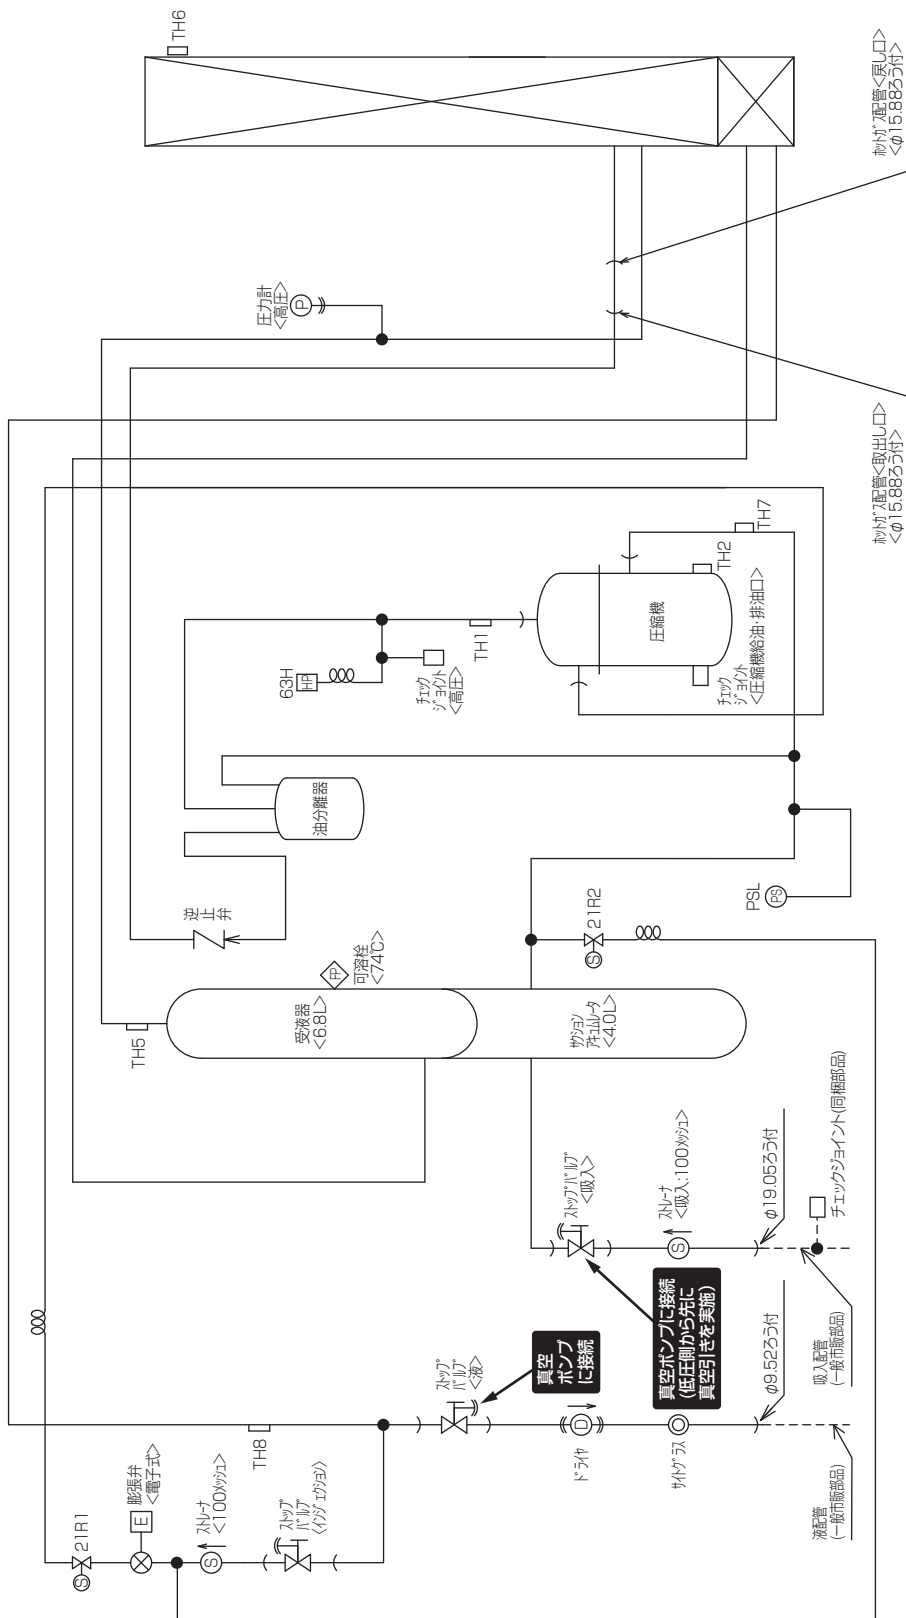 TH6
ホットガス配管<戻し口>
<φ15.88ろう付>
圧力計
<高圧>
P
ホットガス配管<取出し口>
<φ15.88ろう付>
63H
HP
チェック
ジョイント
<高圧>
TH1
圧縮機
TH2
TH7
チェック
ジョイント
<圧縮機給油・排油口>
油分離器
逆止弁
PSL
PS
21R2
S
可溶栓
<74℃>
FP
TH5
受液器
<6.8L>
サクション
アキュムレータ
<4.0L>
ストップバルブ
<吸入>
ストレーナ
<吸入:100メッシュ>
S
φ19.05ろう付
チェックジョイント(同梱部品)
吸入配管
(一般市販部品)
真空ポンプに接続
(低圧側から先に
真空引きを実施)
真空
ポンプ
に接続
ストップ
バルブ
<液>
D
ドライヤ
サイトグラス
φ9.52ろう付
液配管
(一般市販部品)
TH8
膨張弁
<電子式>
E
21R1
S
ストレーナ
<100メッシュ>
S
ストップ
バルブ
<インジェクション>